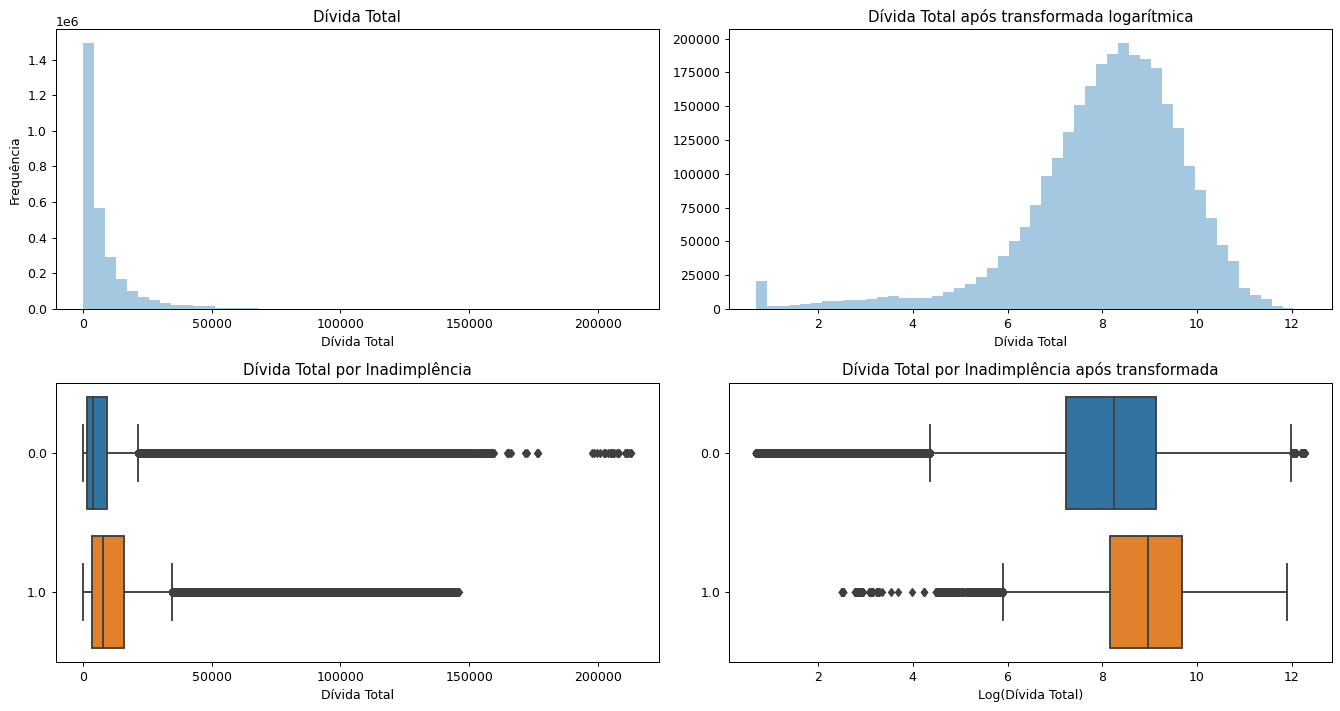 Dívida Total
1e6
1.4
1.2
1.0
0.8
0.6
0.4
0.2
0.0
Frequência
0 50000 100000 150000 200000
Dívida Total
Dívida Total após transformada logarítmica
200000
175000
150000
125000
100000
75000
50000
25000
0
2 4 6 8 10 12
Dívida Total
Dívida Total por Inadimplência
0.0
1.0
0 50000 100000 150000 200000
Dívida Total
Dívida Total por Inadimplência após transformada
0.0
1.0
2 4 6 8 10 12
Log(Dívida Total)